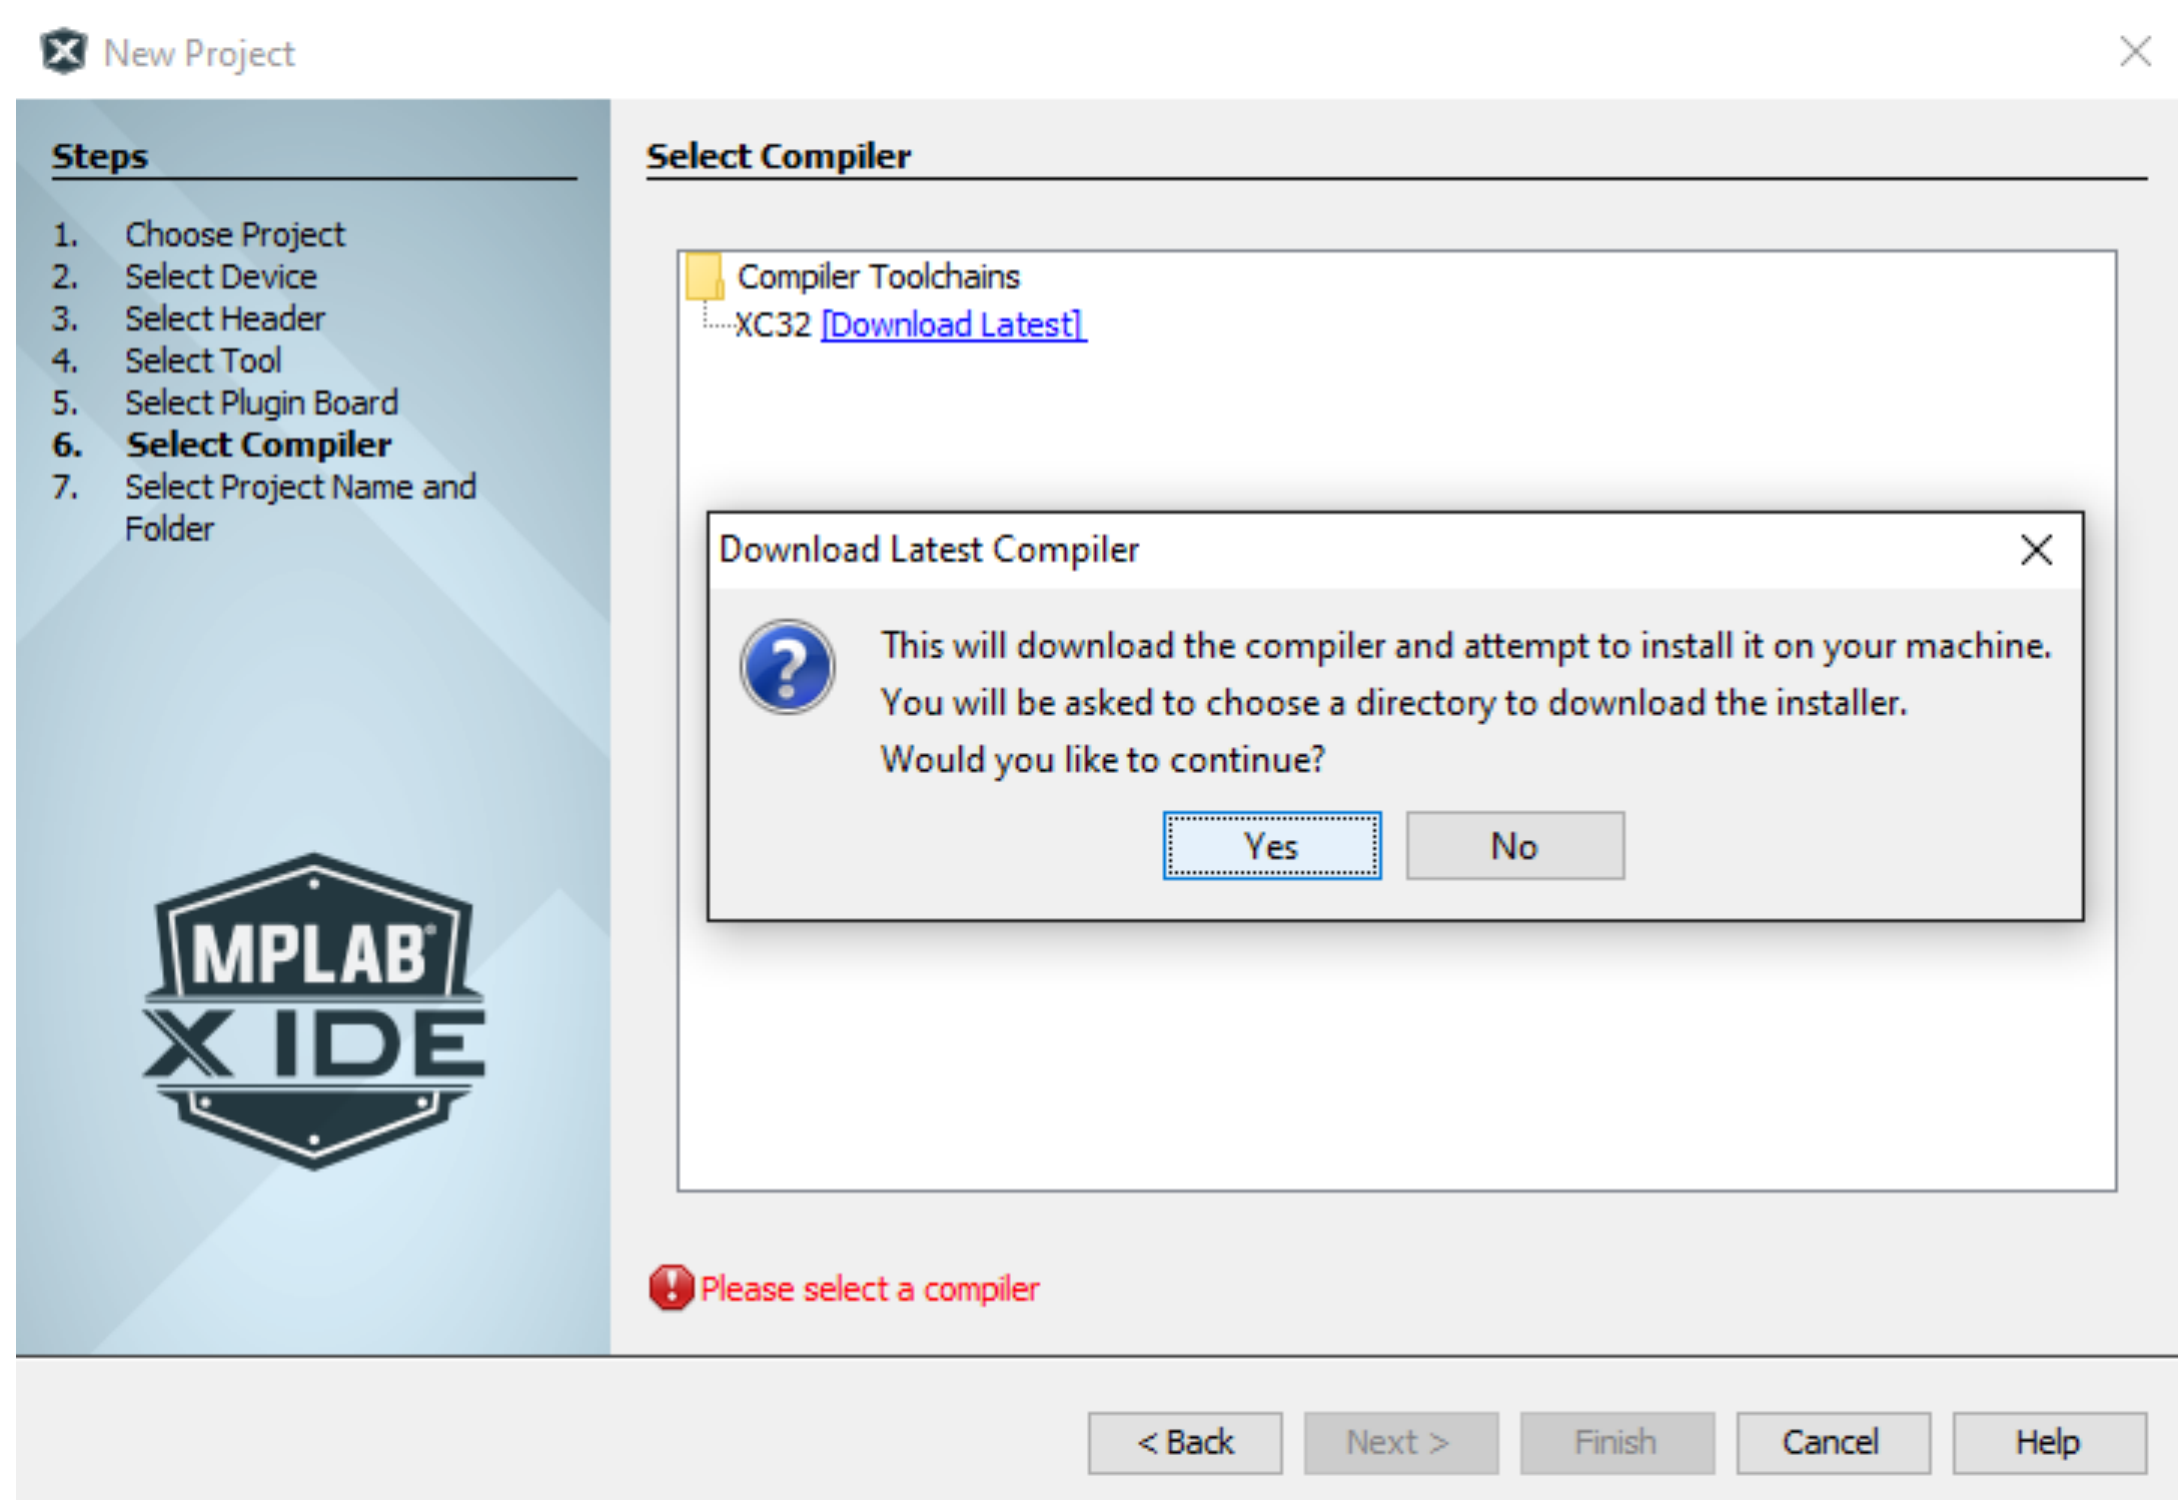 New Project
Steps
1. Choose Project
2. Select Device
3. Select Header
4. Select Tool
5. Select Plugin Board
6. Select Compiler
7. Select Project Name and
Folder
MPLAB®
X IDE
Select Compiler
Compiler Toolchains
XC32 [Download Latest]
Download Latest Compiler
This will download the compiler and attempt to install it on your machine.
You will be asked to choose a directory to download the installer.
Would you like to continue?
Yes No
Please select a compiler
< Back Next > Finish Cancel Help